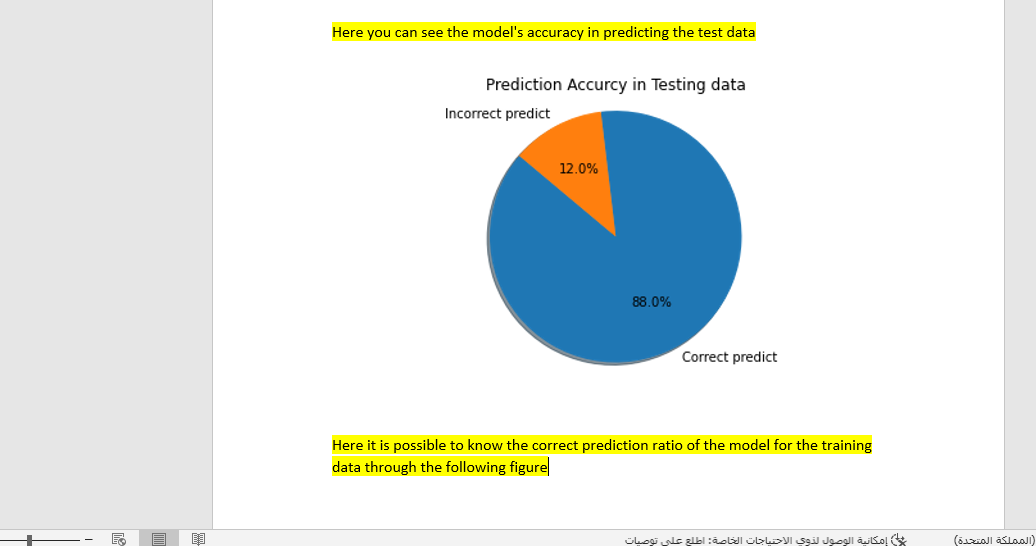 Here you can see the model's accuracy in predicting the test data
Prediction Accurcy in Testing data
Incorrect predict
12.0%
88.0%
Correct predict
Here it is possible to know the correct prediction ratio of the model for the training
data through the following figure
إمكانية الوصول لذوي الاحتياجات الخاصة: اطلع على توصيات
(المملكة المتحدة)